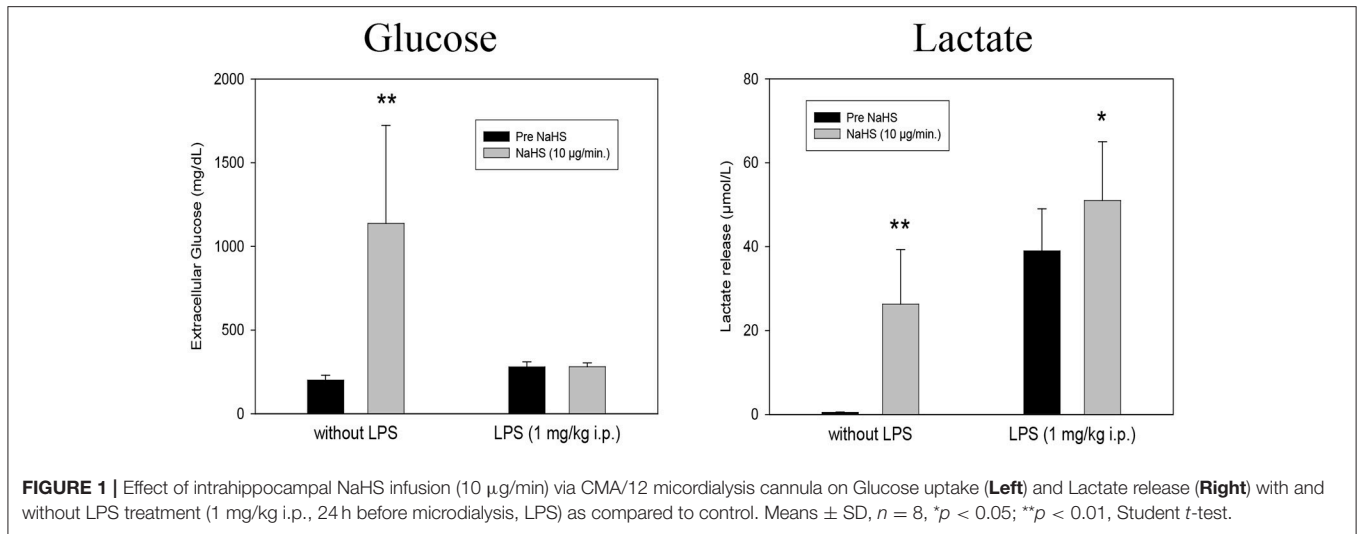 Glucose
Lactate
2000
1500
1000
500
0
Extracellular Glucose (mg/dL)
**
Pre NaHS
NaHS (10 µg/min.)
without LPS
LPS (1 mg/kg i.p.)
80
60
40
20
0
Lactate release (µmol/L)
Pre NaHS
NaHS (10 µg/min.)
**
*
without LPS
LPS (1 mg/kg i.p.)
FIGURE 1 | Effect of intrahippocampal NaHS infusion (10 µg/min) via CMA/12 micordialysis cannula on Glucose uptake (Left) and Lactate release (Right) with and
without LPS treatment (1 mg/kg i.p., 24 h before microdialysis, LPS) as compared to control. Means ± SD, n = 8, *p < 0.05; **p < 0.01, Student t-test.